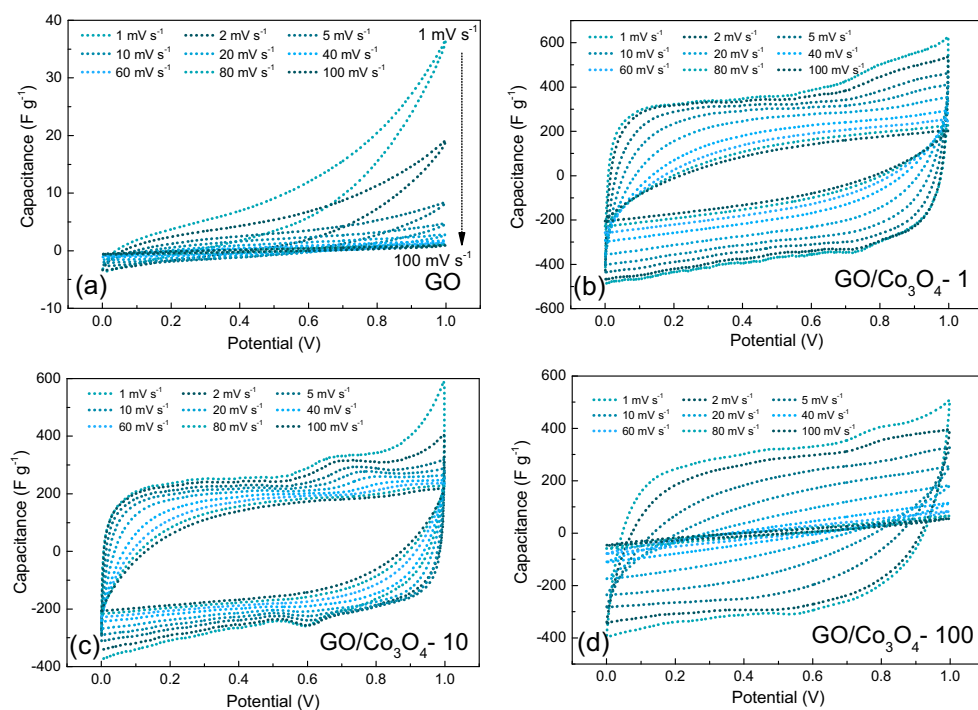 40
30
20
10
0
-10
Capacitance (F g⁻¹)
1 mV s⁻¹ 2 mV s⁻¹ 5 mV s⁻¹
10 mV s⁻¹ 20 mV s⁻¹ 40 mV s⁻¹
60 mV s⁻¹ 80 mV s⁻¹ 100 mV s⁻¹
1 mV s⁻¹
100 mV s⁻¹
(a)
GO
0.0 0.2 0.4 0.6 0.8 1.0
Potential (V)
600
400
200
0
-200
-400
-600
Capacitance (F g⁻¹)
1 mV s⁻¹ 2 mV s⁻¹ 5 mV s⁻¹
10 mV s⁻¹ 20 mV s⁻¹ 40 mV s⁻¹
60 mV s⁻¹ 80 mV s⁻¹ 100 mV s⁻¹
(b)
GO/Co₃O₄- 1
0.0 0.2 0.4 0.6 0.8 1.0
Potential (V)
600
400
200
0
-200
-400
Capacitance (F g⁻¹)
1 mV s⁻¹ 2 mV s⁻¹ 5 mV s⁻¹
10 mV s⁻¹ 20 mV s⁻¹ 40 mV s⁻¹
60 mV s⁻¹ 80 mV s⁻¹ 100 mV s⁻¹
(c)
GO/Co₃O₄- 10
0.0 0.2 0.4 0.6 0.8 1.0
Potential (V)
600
400
200
0
-200
-400
Capacitance (F g⁻¹)
1 mV s⁻¹ 2 mV s⁻¹ 5 mV s⁻¹
10 mV s⁻¹ 20 mV s⁻¹ 40 mV s⁻¹
60 mV s⁻¹ 80 mV s⁻¹ 100 mV s⁻¹
(d)
GO/Co₃O₄- 100
0.0 0.2 0.4 0.6 0.8 1.0
Potential (V)